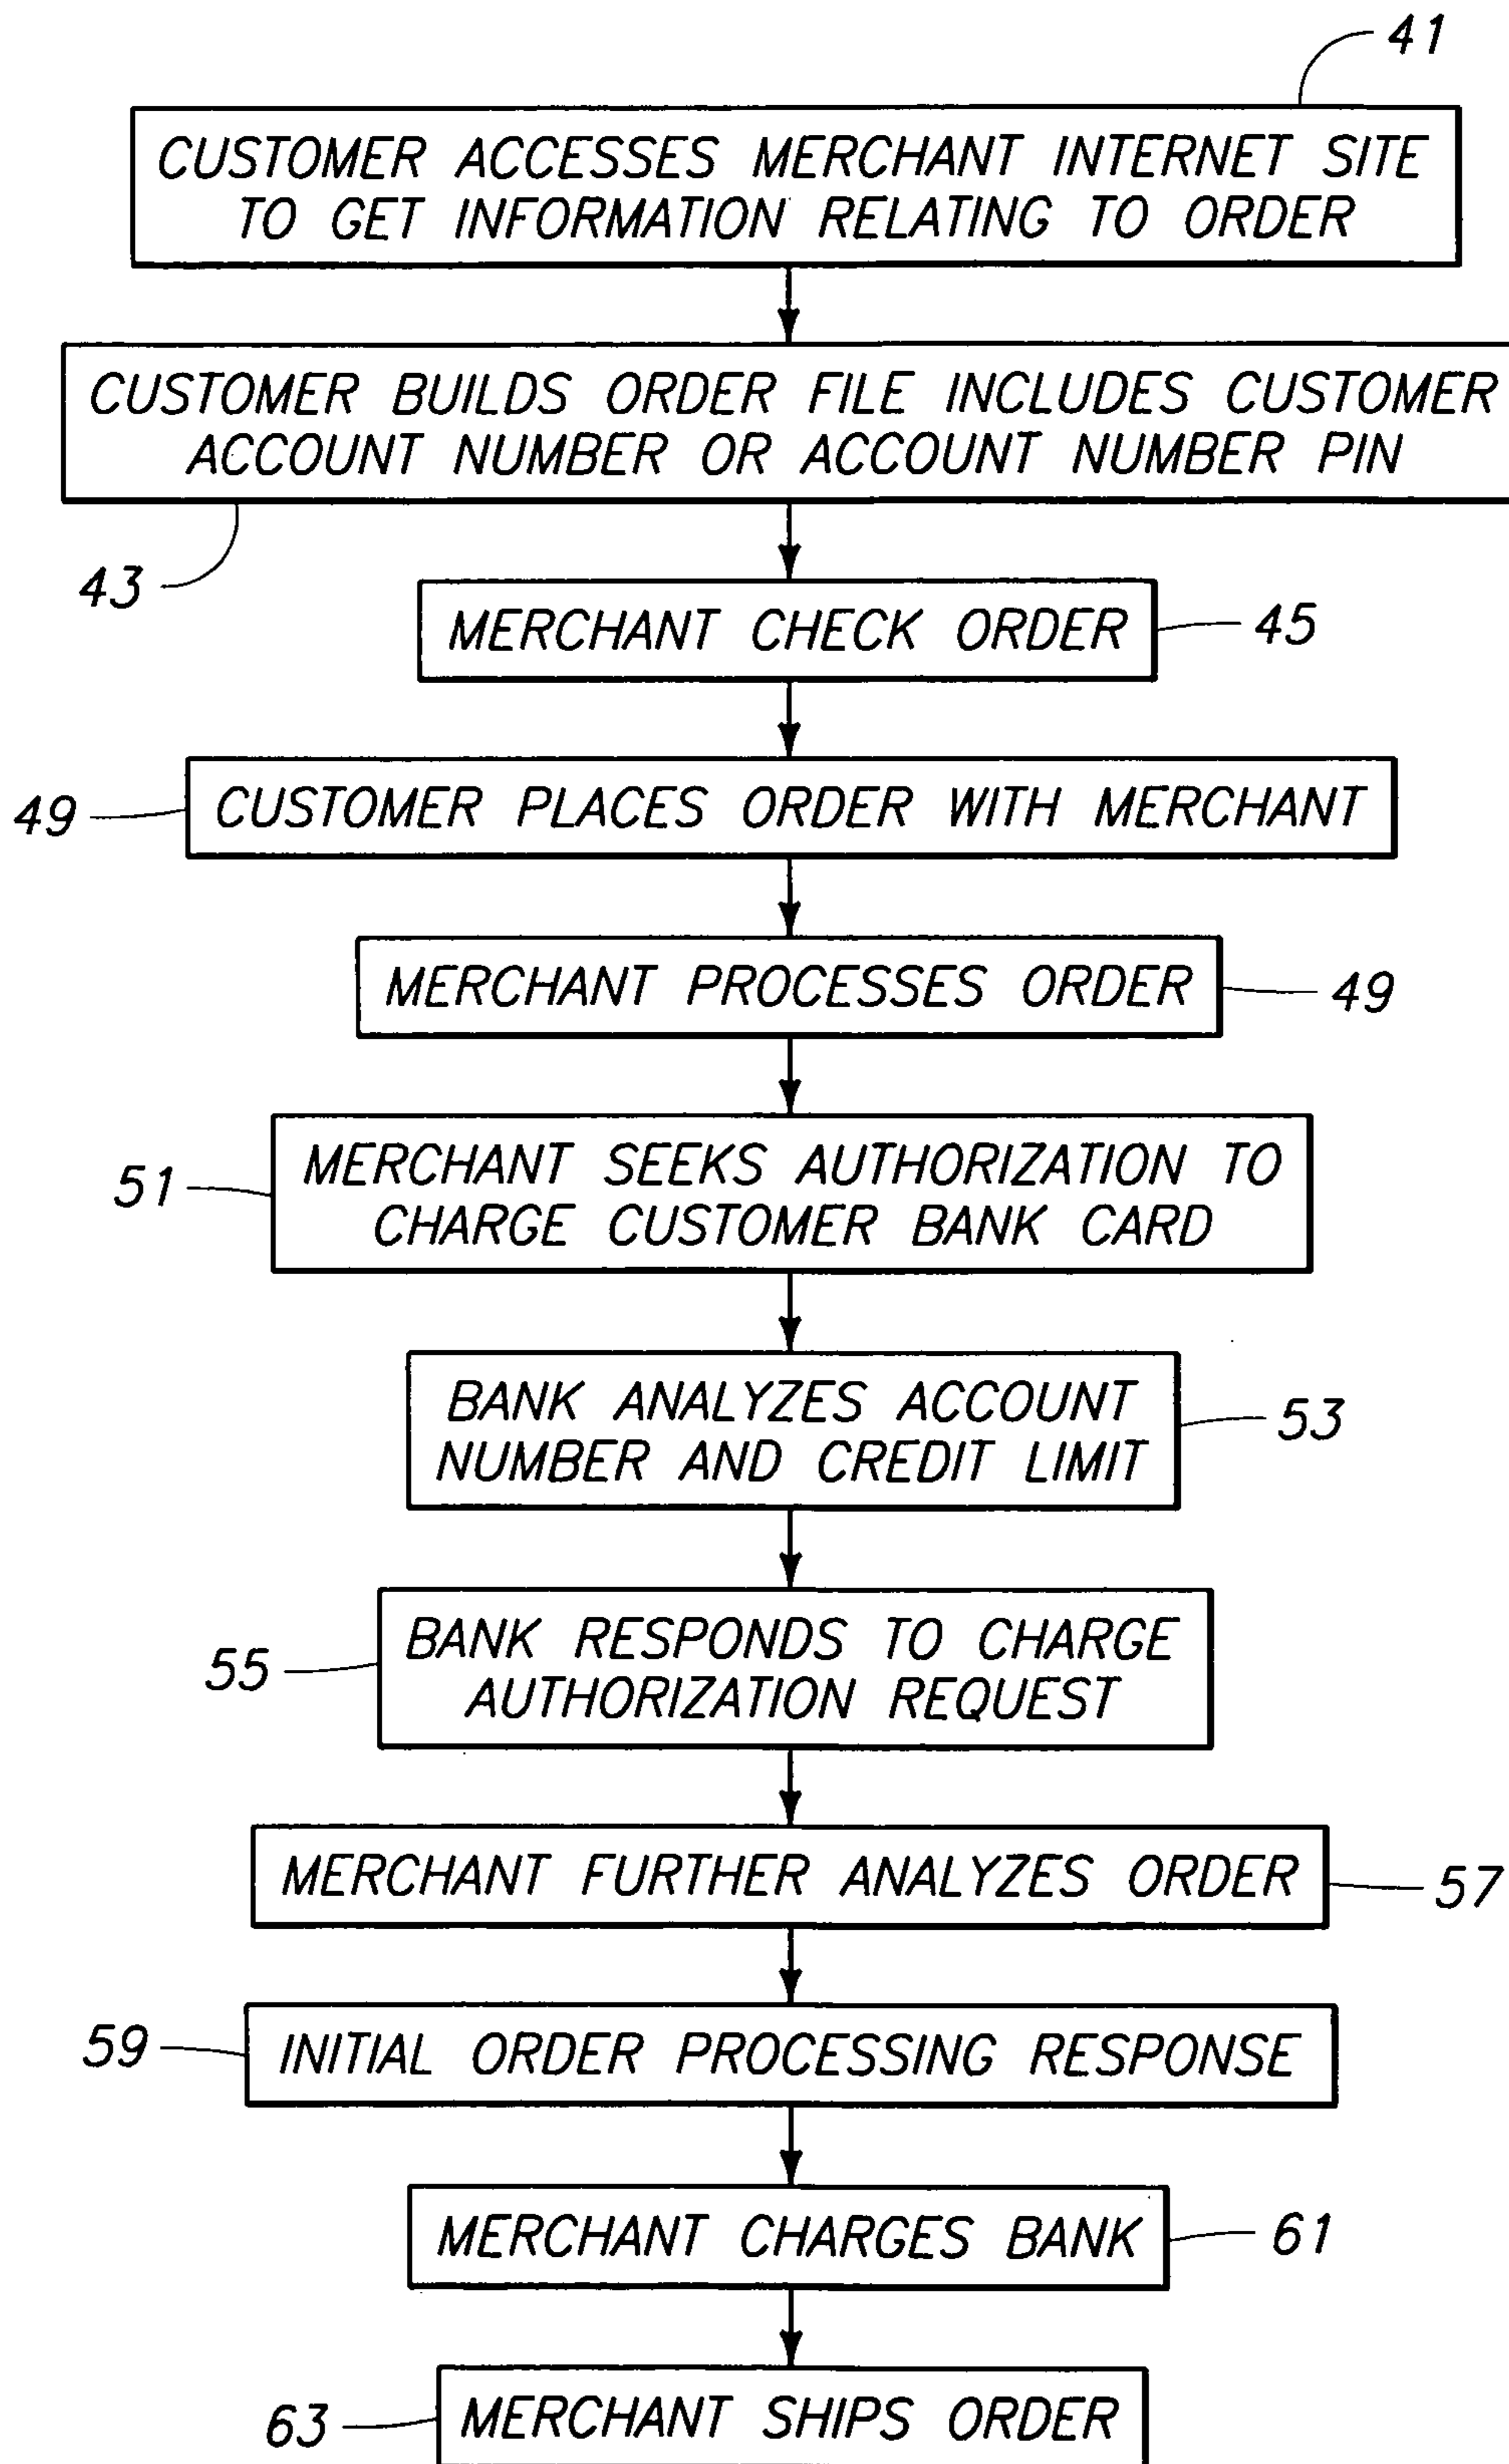 41
CUSTOMER ACCESSES MERCHANT INTERNET SITE
TO GET INFORMATION RELATING TO ORDER
CUSTOMER BUILDS ORDER FILE INCLUDES CUSTOMER
ACCOUNT NUMBER OR ACCOUNT NUMBER PIN
43
MERCHANT CHECK ORDER
45
49
CUSTOMER PLACES ORDER WITH MERCHANT
MERCHANT PROCESSES ORDER
49
51
MERCHANT SEEKS AUTHORIZATION TO
CHARGE CUSTOMER BANK CARD
BANK ANALYZES ACCOUNT
NUMBER AND CREDIT LIMIT
53
55
BANK RESPONDS TO CHARGE
AUTHORIZATION REQUEST
MERCHANT FURTHER ANALYZES ORDER
57
59
INITIAL ORDER PROCESSING RESPONSE
MERCHANT CHARGES BANK
61
63
MERCHANT SHIPS ORDER